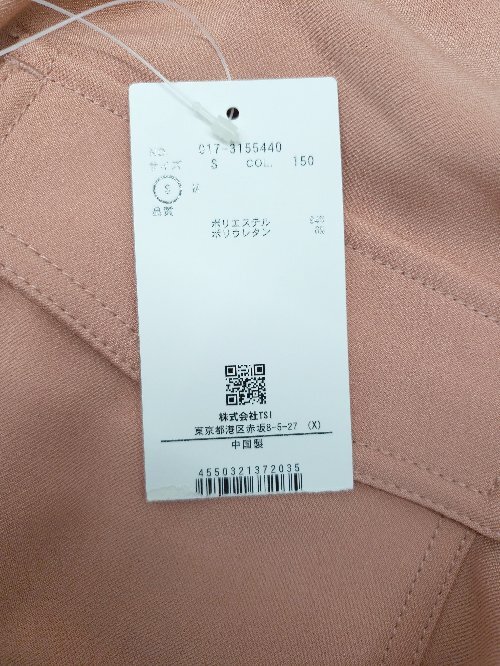 NO. 017-3155440
サイズ S COL. 150
S
品質
ポリエステル
ポリウレタン
株式会社TSI
東京都港区赤坂8-5-27 (X)
中国製
4550321372035